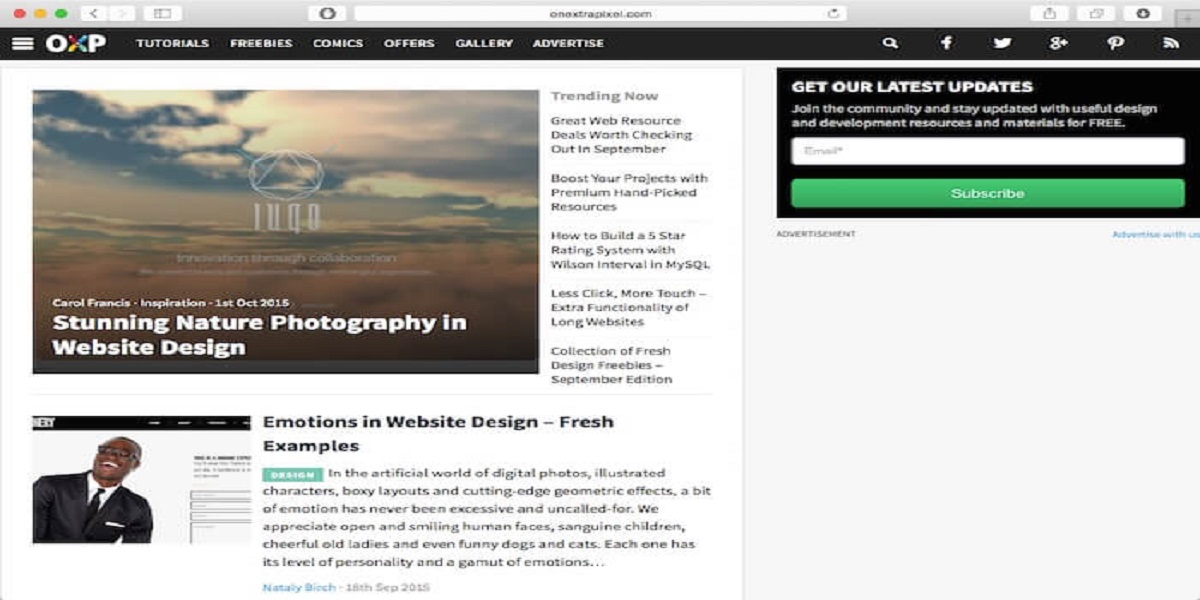 onextrapixel.com
OXP TUTORIALS FREEBIES COMICS OFFERS GALLERY ADVERTISE
Carol Francis · Inspiration · 1st Oct 2015
Stunning Nature Photography in
Website Design
Innovation through collaboration
Trending Now
Great Web Resource
Deals Worth Checking
Out In September
Boost Your Projects with
Premium Hand-Picked
Resources
How to Build a 5 Star
Rating System with
Wilson Interval in MySQL
Less Click, More Touch –
Extra Functionality of
Long Websites
Collection of Fresh
Design Freebies –
September Edition
GET OUR LATEST UPDATES
Join the community and stay updated with useful design
and development resources and materials for FREE.
Email*
Subscribe
ADVERTISEMENT
Advertise with us
Emotions in Website Design – Fresh
Examples
DESIGN In the artificial world of digital photos, illustrated
characters, boxy layouts and cutting-edge geometric effects, a bit
of emotion has never been excessive and uncalled-for. We
appreciate open and smiling human faces, sanguine children,
cheerful old ladies and even funny dogs and cats. Each one has
its level of personality and a gamut of emotions...
Nataly Birch · 18th Sep 2015